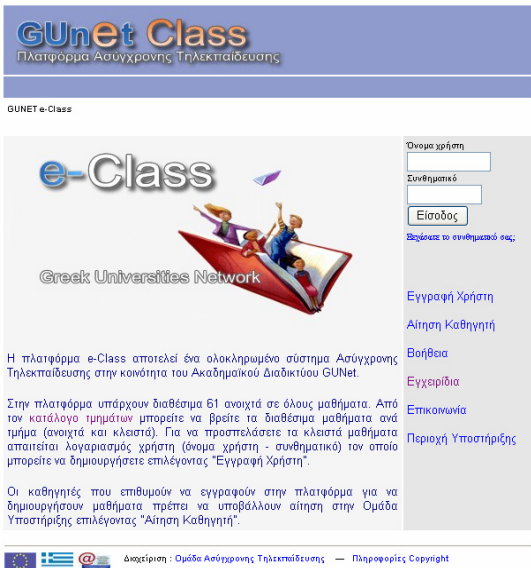 GUnet Class
Πλατφόρμα Ασύγχρονης Τηλεκπαίδευσης
GUNET e-Class
e-Class
Greek Universities Network
Όνομα χρήστη
Συνθηματικό
Είσοδος
Ξεχάσατε το συνθηματικό σας;
Εγγραφή Χρήστη
Αίτηση Καθηγητή
Βοήθεια
Εγχειρίδια
Επικοινωνία
Περιοχή Υποστήριξης
Η πλατφόρμα e-Class αποτελεί ένα ολοκληρωμένο σύστημα Ασύγχρονης
Τηλεκπαίδευσης στην κοινότητα του Ακαδημαϊκού Διαδικτύου GUNet.
Στην πλατφόρμα υπάρχουν διαθέσιμα 61 ανοιχτά σε όλους μαθήματα. Από
τον κατάλογο τμημάτων μπορείτε να βρείτε τα διαθέσιμα μαθήματα ανά
τμήμα (ανοιχτά και κλειστά). Για να προσπελάσετε τα κλειστά μαθήματα
απαιτείται λογαριασμός χρήστη (όνομα χρήστη - συνθηματικό) τον οποίο
μπορείτε να δημιουργήσετε επιλέγοντας "Εγγραφή Χρήστη".
Οι καθηγητές που επιθυμούν να εγγραφούν στην πλατφόρμα για να
δημιουργήσουν μαθήματα πρέπει να υποβάλλουν αίτηση στην Ομάδα
Υποστήριξης επιλέγοντας "Αίτηση Καθηγητή".
Διαχείριση : Ομάδα Ασύγχρονης Τηλεκπαίδευσης — Πληροφορίες Copyright